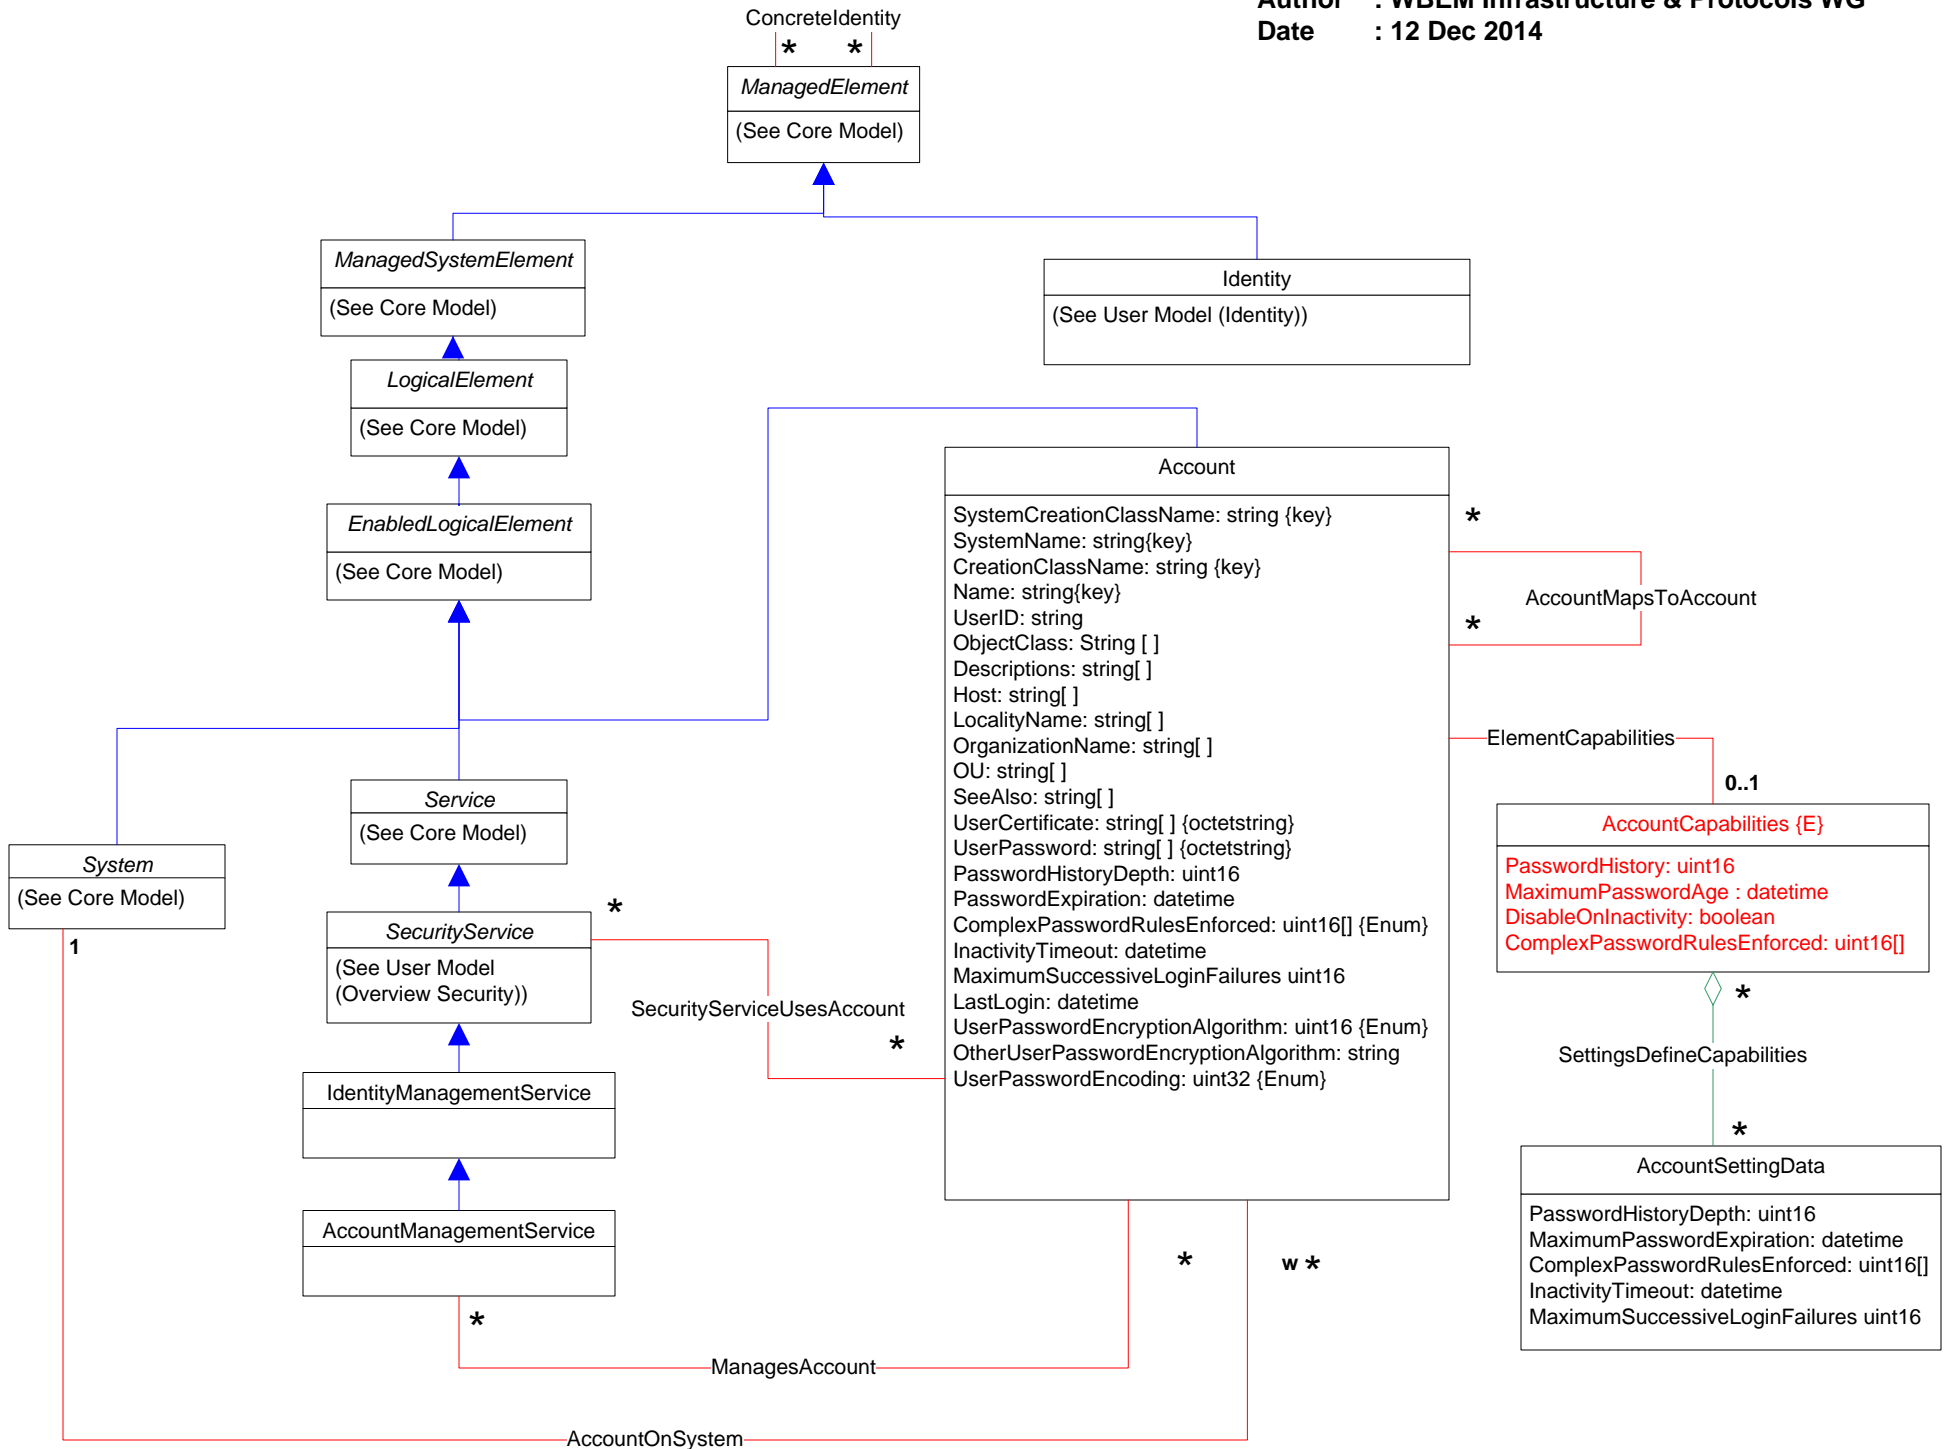 Author : WBEM Infrastructure & Protocols WG
Date : 12 Dec 2014
ConcreteIdentity
* *
ManagedElement
(See Core Model)
ManagedSystemElement
(See Core Model)
Identity
(See User Model (Identity))
LogicalElement
(See Core Model)
EnabledLogicalElement
(See Core Model)
Account
SystemCreationClassName: string {key}
SystemName: string{key}
CreationClassName: string {key}
Name: string{key}
UserID: string
ObjectClass: String [ ]
Descriptions: string[ ]
Host: string[ ]
LocalityName: string[ ]
OrganizationName: string[ ]
OU: string[ ]
SeeAlso: string[ ]
UserCertificate: string[ ] {octetstring}
UserPassword: string[ ] {octetstring}
PasswordHistoryDepth: uint16
PasswordExpiration: datetime
ComplexPasswordRulesEnforced: uint16[] {Enum}
InactivityTimeout: datetime
MaximumSuccessiveLoginFailures uint16
LastLogin: datetime
UserPasswordEncryptionAlgorithm: uint16 {Enum}
OtherUserPasswordEncryptionAlgorithm: string
UserPasswordEncoding: uint32 {Enum}
*
AccountMapsToAccount
*
ElementCapabilities
0..1
AccountCapabilities {E}
PasswordHistory: uint16
MaximumPasswordAge : datetime
DisableOnInactivity: boolean
ComplexPasswordRulesEnforced: uint16[]
*
SettingsDefineCapabilities
*
AccountSettingData
PasswordHistoryDepth: uint16
MaximumPasswordExpiration: datetime
ComplexPasswordRulesEnforced: uint16[]
InactivityTimeout: datetime
MaximumSuccessiveLoginFailures uint16
Service
(See Core Model)
System
(See Core Model)
1
SecurityService
(See User Model
(Overview Security))
*
SecurityServiceUsesAccount
*
IdentityManagementService
AccountManagementService
*
*
w *
ManagesAccount
AccountOnSystem